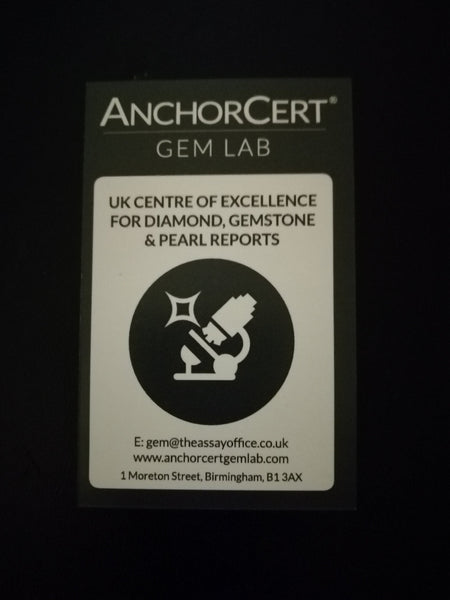 ANCHORCERT®
GEM LAB
UK CENTRE OF EXCELLENCE
FOR DIAMOND, GEMSTONE
& PEARL REPORTS
E: gem@theassayoffice.co.uk
www.anchorcertgemlab.com
1 Moreton Street, Birmingham, B1 3AX